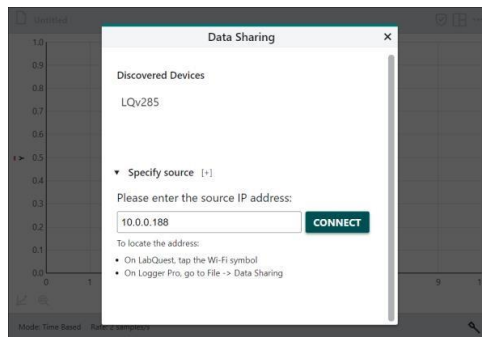 Untitled
Data Sharing
×
Discovered Devices
LQv285
▼ Specify source [+]
Please enter the source IP address:
10.0.0.188
CONNECT
To locate the address:
• On LabQuest, tap the Wi-Fi symbol
• On Logger Pro, go to File -> Data Sharing
1.0
0.9
0.8
0.7
0.6
0.5
0.4
0.3
0.2
0.1
0.0
0
1
9
Mode: Time Based Rate: 2 samples/s